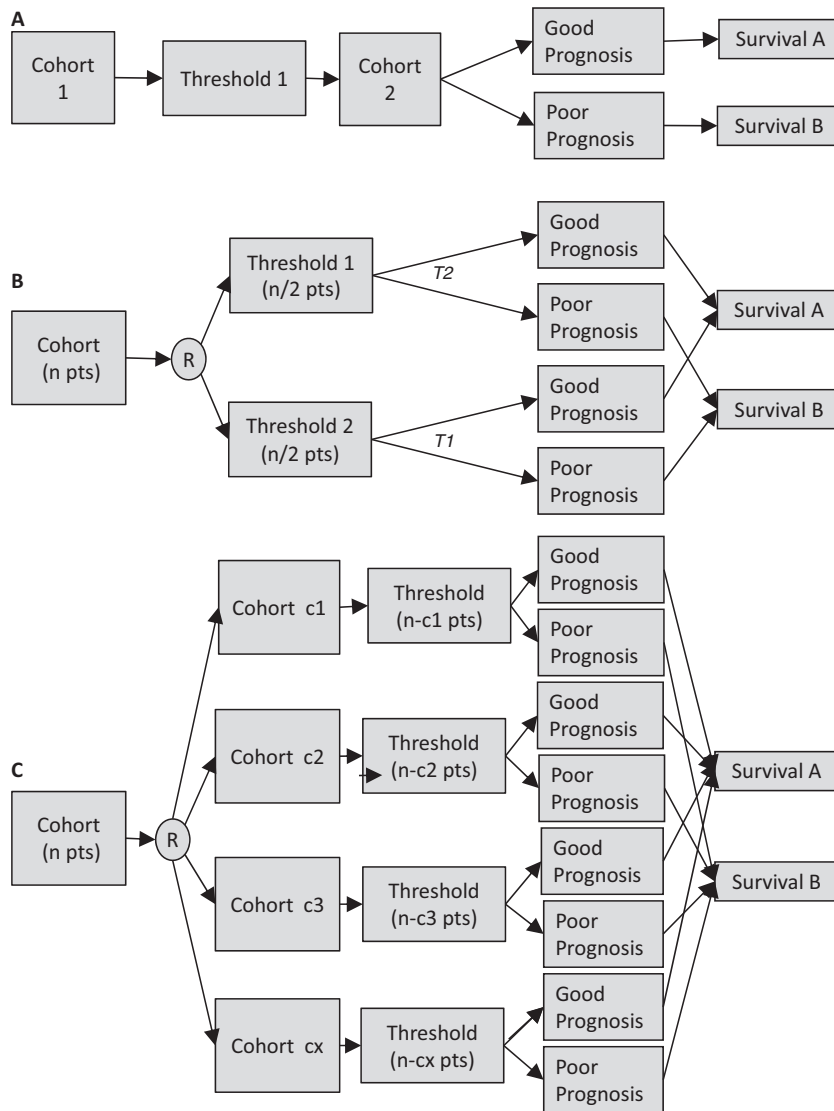 A
Cohort
1
Threshold 1
Cohort
2
Good
Prognosis
Survival A
Poor
Prognosis
Survival B
B
Cohort
(n pts)
R
Threshold 1
(n/2 pts)
T2
Good
Prognosis
Poor
Prognosis
Survival A
Threshold 2
(n/2 pts)
T1
Good
Prognosis
Poor
Prognosis
Survival B
C
Cohort
(n pts)
R
Cohort c1
Threshold
(n-c1 pts)
Good
Prognosis
Poor
Prognosis
Cohort c2
Threshold
(n-c2 pts)
Good
Prognosis
Poor
Prognosis
Survival A
Cohort c3
Threshold
(n-c3 pts)
Good
Prognosis
Poor
Prognosis
Survival B
Cohort cx
Threshold
(n-cx pts)
Good
Prognosis
Poor
Prognosis